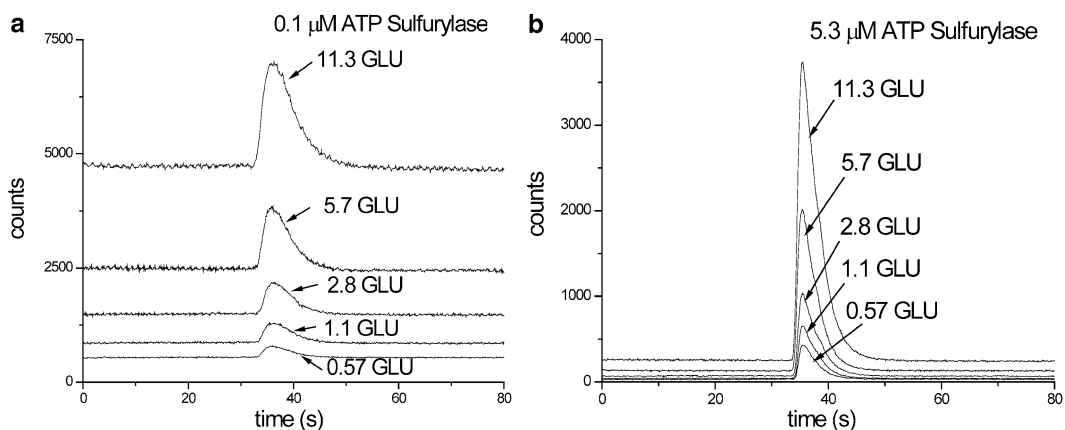 a
0.1 μM ATP Sulfurylase
7500
5000
2500
0
counts
11.3 GLU
5.7 GLU
2.8 GLU
1.1 GLU
0.57 GLU
0
20
40
60
80
time (s)
b
5.3 μM ATP Sulfurylase
4000
3000
2000
1000
0
counts
11.3 GLU
5.7 GLU
2.8 GLU
1.1 GLU
0.57 GLU
0
20
40
60
80
time (s)